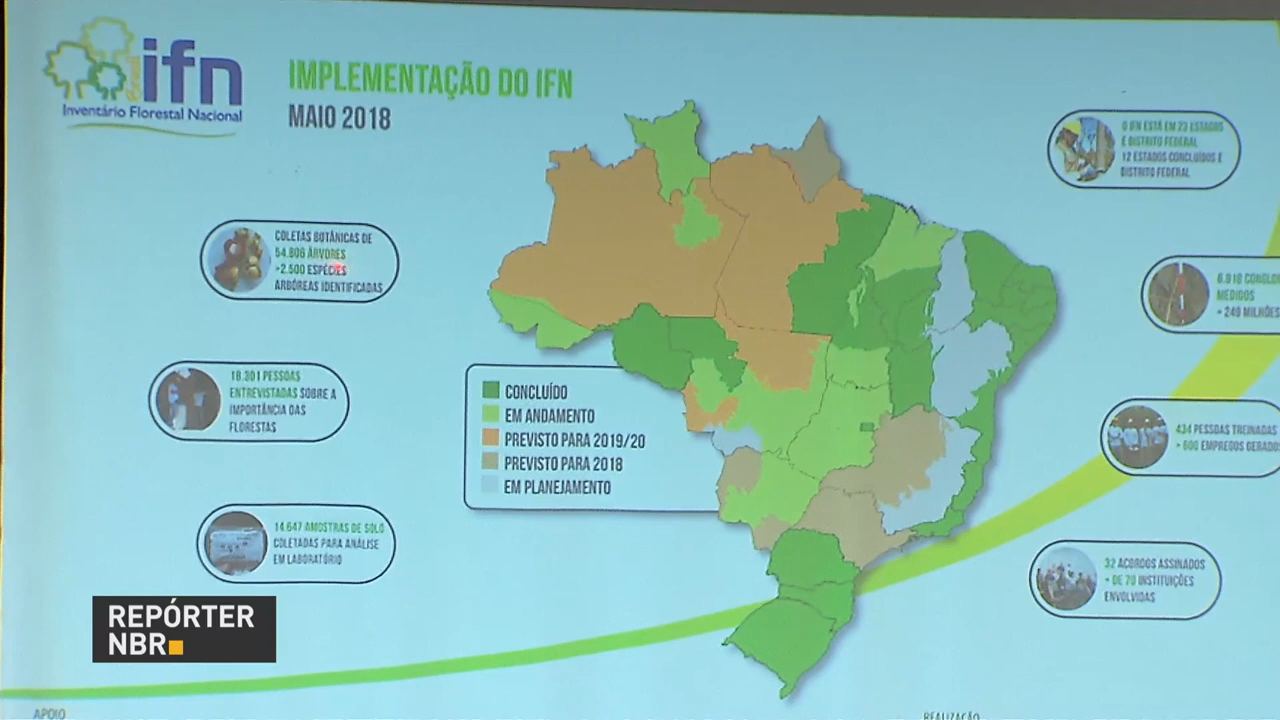 ifn
Inventário Florestal Nacional
IMPLEMENTAÇÃO DO IFN
MAIO 2018
O IFN ESTÁ EM 23 ESTADOS
E DISTRITO FEDERAL
12 ESTADOS CONCLUÍDOS E
DISTRITO FEDERAL
COLETAS BOTÂNICAS DE
54.806 ÁRVORES
>2.500 ESPÉCIES
ARBÓREAS IDENTIFICADAS
MEDIDOS
18.301 PESSOAS
ENTREVISTADAS SOBRE A
IMPORTÂNCIA DAS
FLORESTAS
CONCLUÍDO
EM ANDAMENTO
PREVISTO PARA 2019/20
PREVISTO PARA 2018
EM PLANEJAMENTO
434 PESSOAS TREINADAS
EMPREGOS GERADOS
14.647 AMOSTRAS DE SOLO
COLETADAS PARA ANÁLISE
EM LABORATÓRIO
32 ACORDOS ASSINADOS
+ DE 70 INSTITUIÇÕES
ENVOLVIDAS
REPÓRTER
NBR
APOIO
REALIZAÇÃO